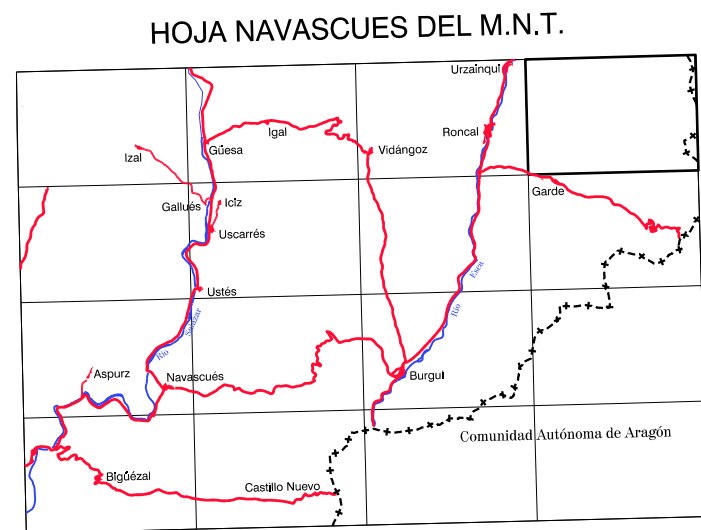 HOJA NAVASCUES DEL M.N.T.
Urzainqui
Igal
Roncal
Izal
Güesa
Vidángoz
Gallués
Iciz
Garde
Uscarrés
Esca
Ustés
Río
Salazar
Río
Aspurz
Navascués
Burgui
Comunidad Autónoma de Aragón
Bigüézal
Castillo Nuevo